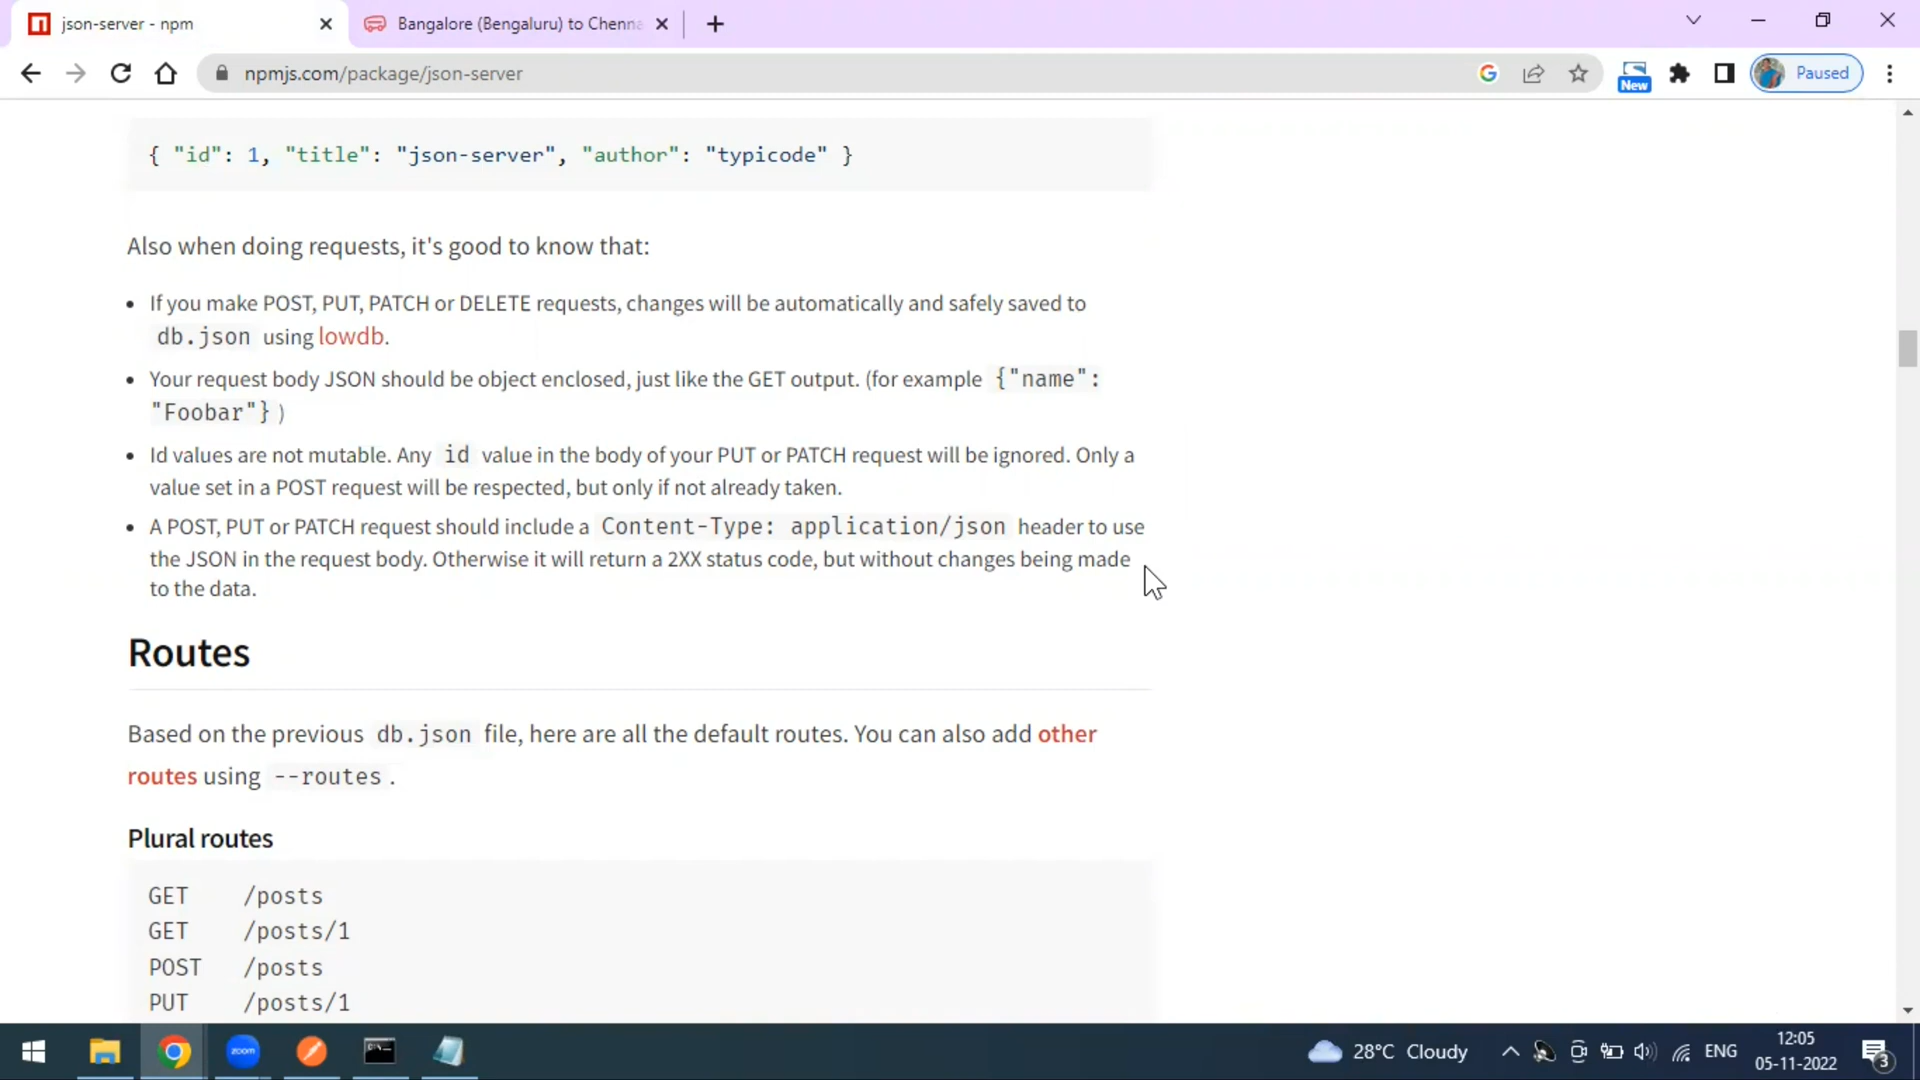 json-server - npm
Bangalore (Bengaluru) to Chenna
npmjs.com/package/json-server
New
Paused
{ "id": 1, "title": "json-server", "author": "typicode" }
Also when doing requests, it's good to know that:
• If you make POST, PUT, PATCH or DELETE requests, changes will be automatically and safely saved to
db.json using lowdb.
• Your request body JSON should be object enclosed, just like the GET output. (for example {"name":
"Foobar"} )
• Id values are not mutable. Any id value in the body of your PUT or PATCH request will be ignored. Only a
value set in a POST request will be respected, but only if not already taken.
• A POST, PUT or PATCH request should include a Content-Type: application/json header to use
the JSON in the request body. Otherwise it will return a 2XX status code, but without changes being made
to the data.
Routes
Based on the previous db.json file, here are all the default routes. You can also add other
routes using --routes .
Plural routes
GET /posts
GET /posts/1
POST /posts
PUT /posts/1
zoom
28°C Cloudy
ENG
12:05
05-11-2022
3